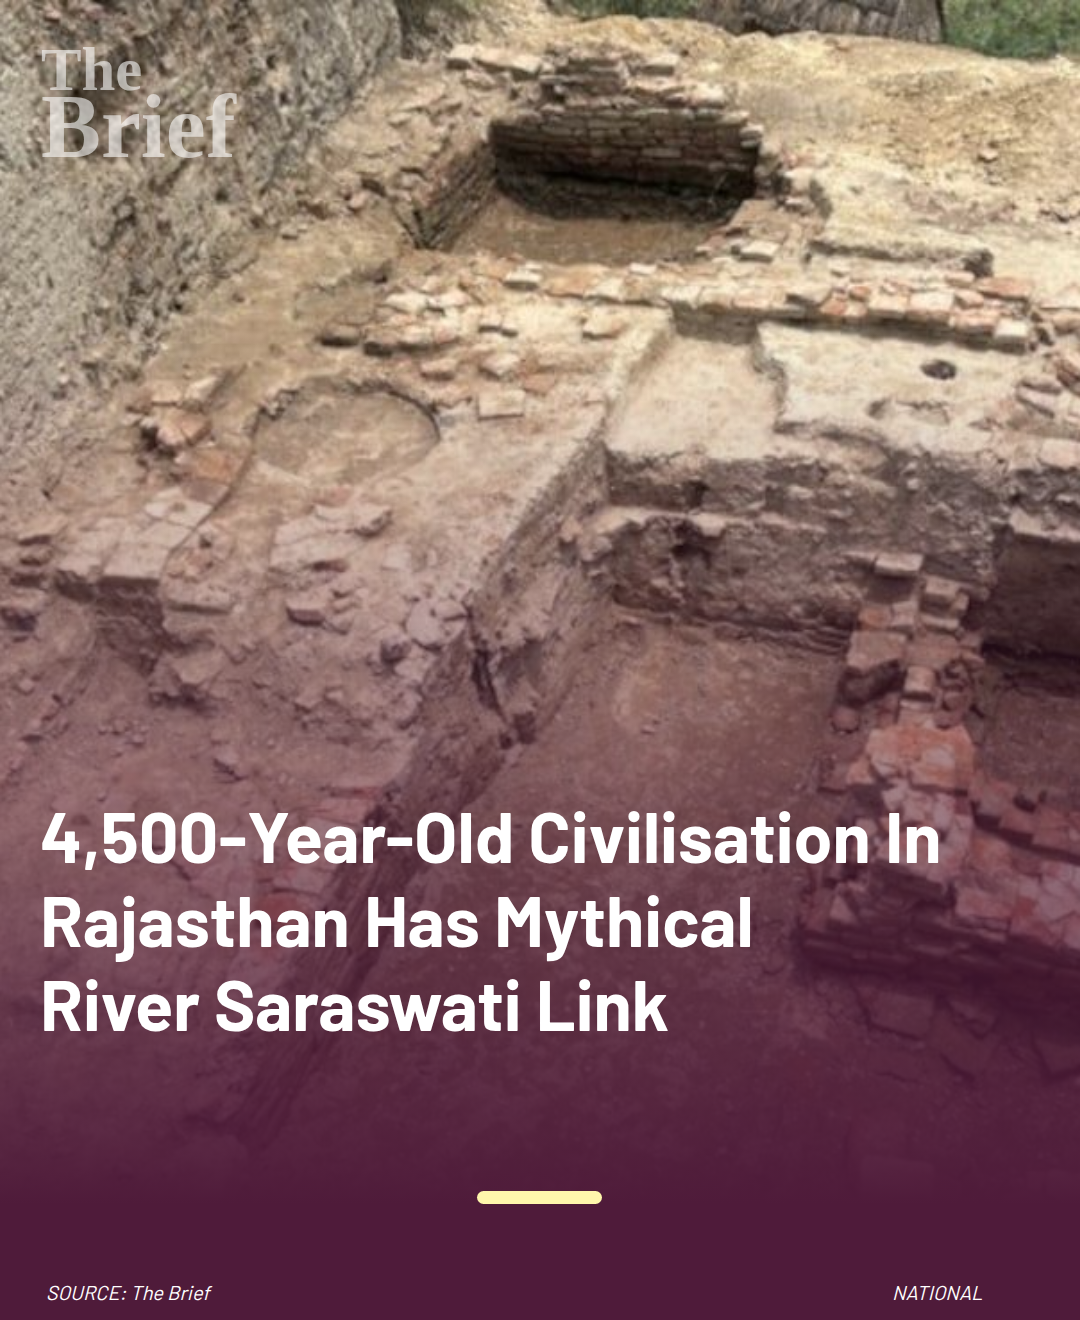 The
Brief
4,500-Year-Old Civilisation In
Rajasthan Has Mythical
River Saraswati Link
SOURCE: The Brief
NATIONAL